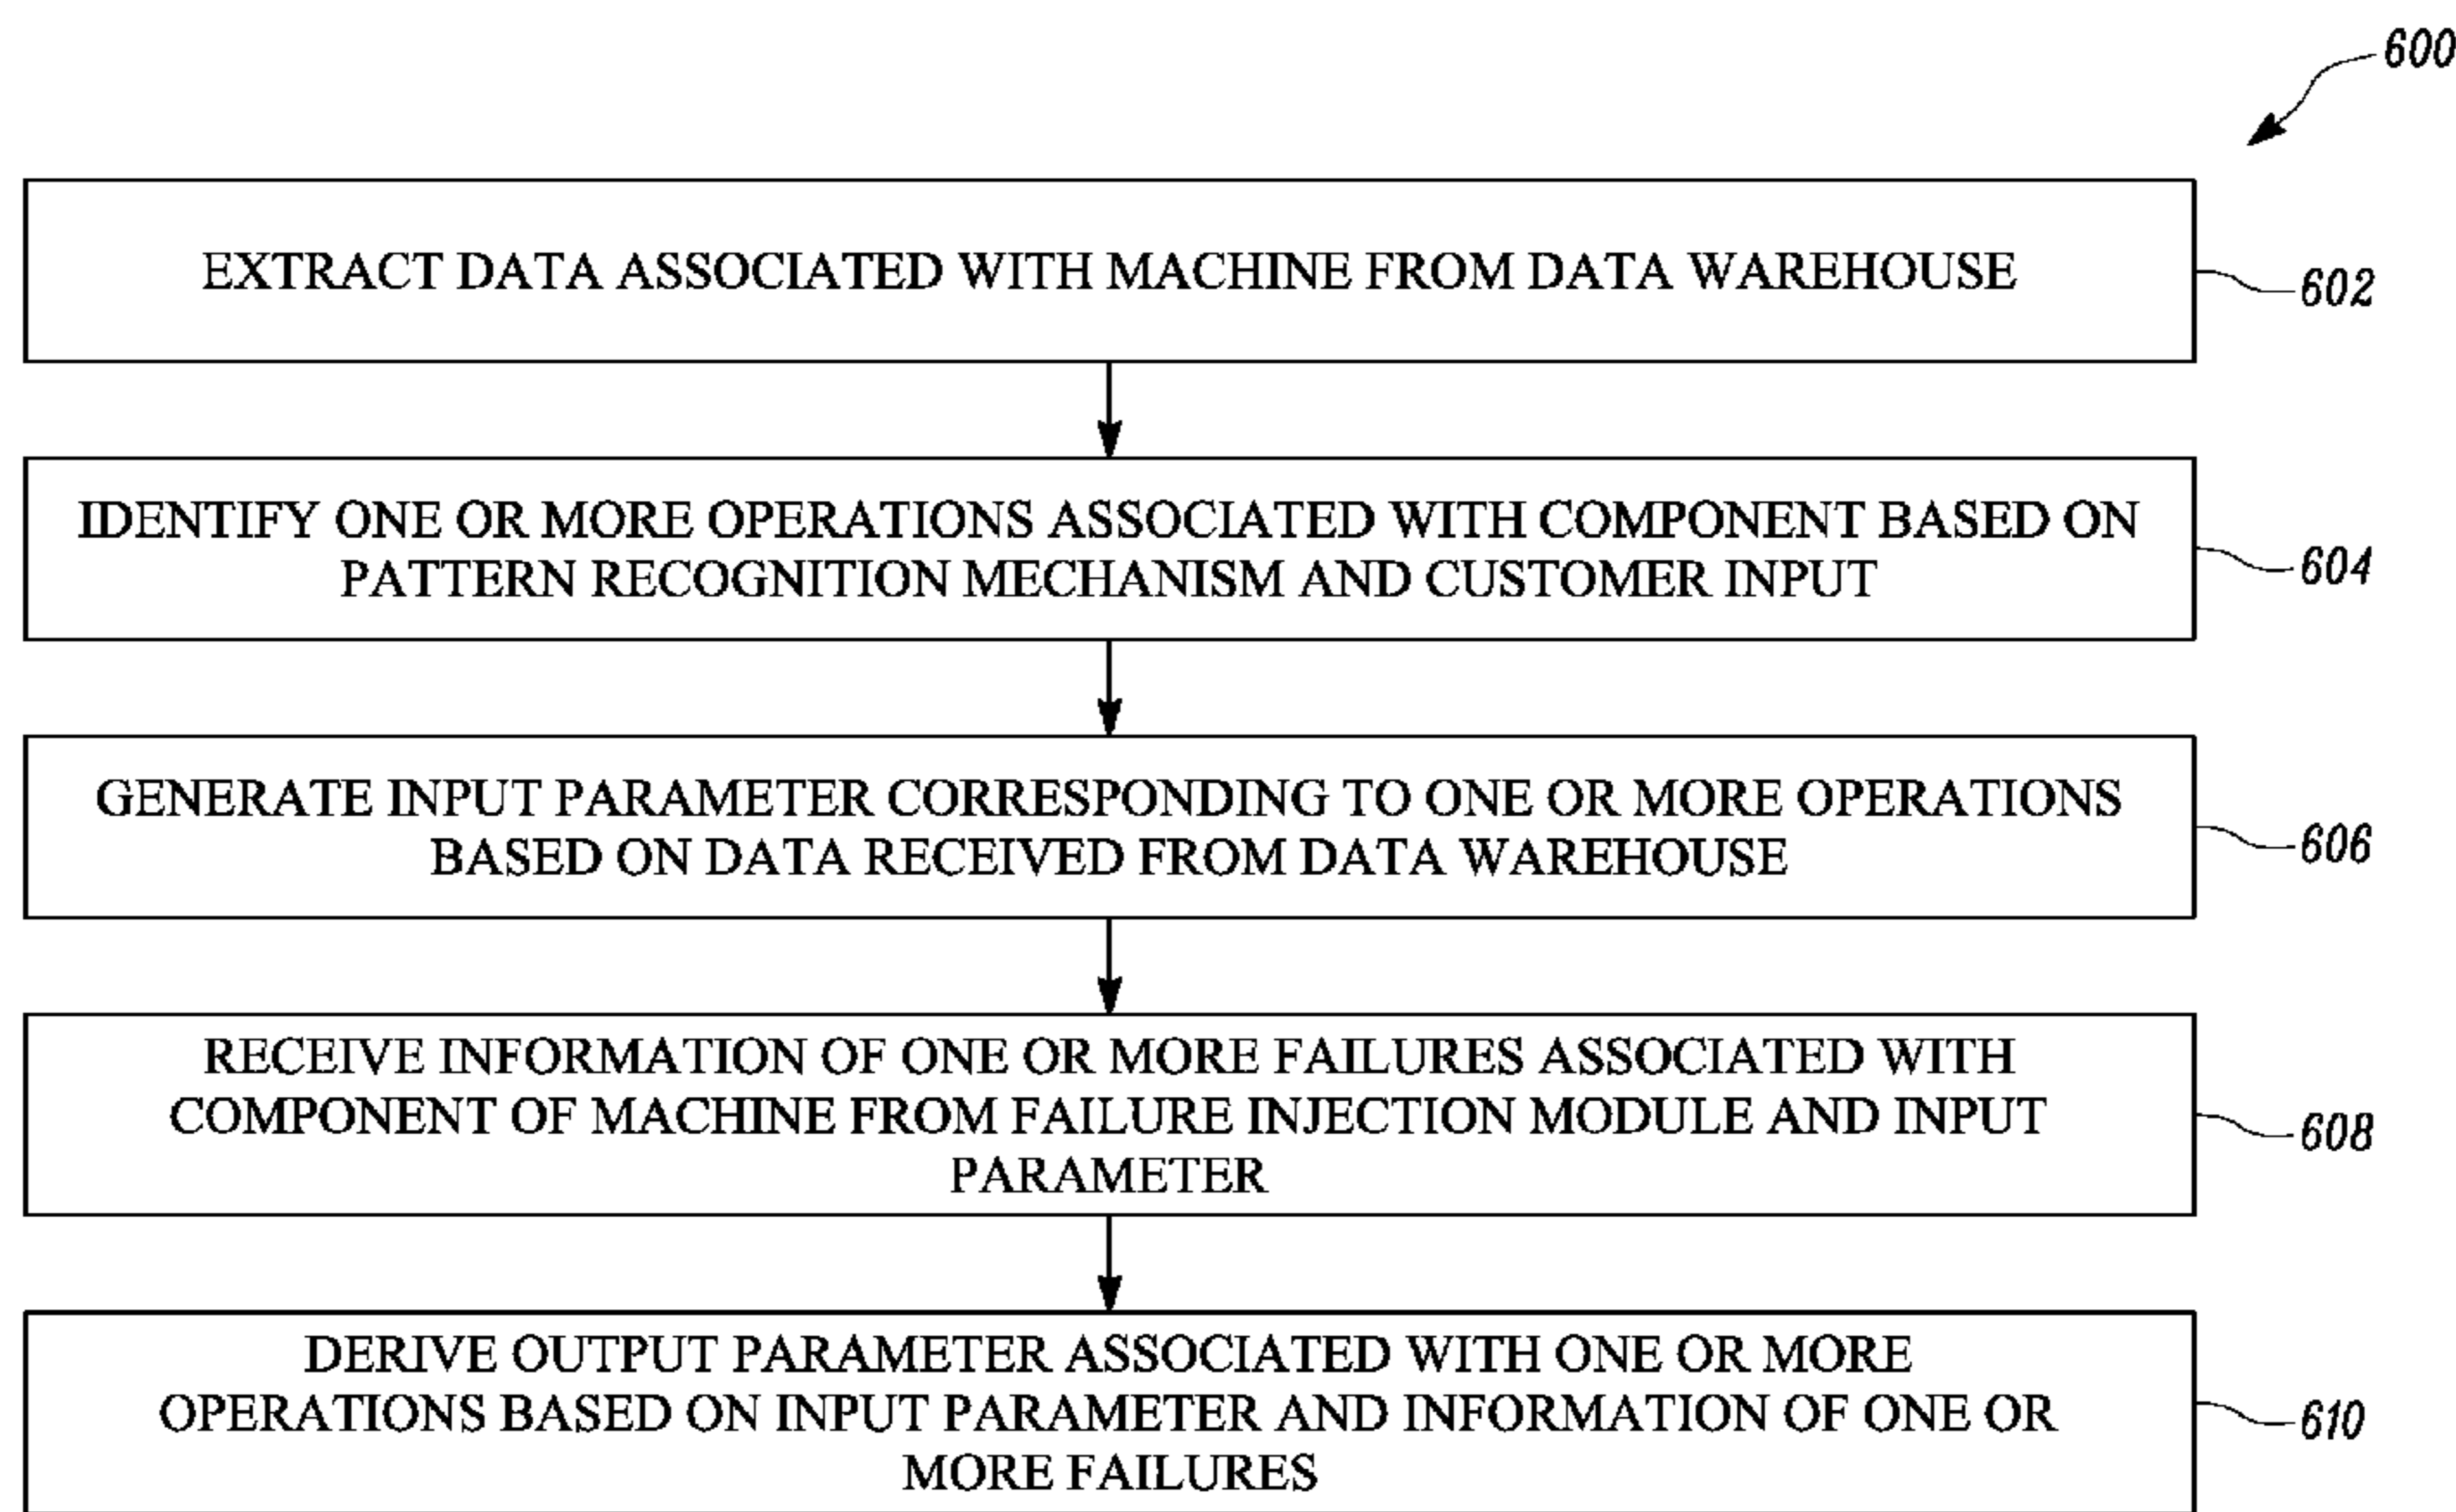 600
EXTRACT DATA ASSOCIATED WITH MACHINE FROM DATA WAREHOUSE
602
IDENTIFY ONE OR MORE OPERATIONS ASSOCIATED WITH COMPONENT BASED ON
PATTERN RECOGNITION MECHANISM AND CUSTOMER INPUT
604
GENERATE INPUT PARAMETER CORRESPONDING TO ONE OR MORE OPERATIONS
BASED ON DATA RECEIVED FROM DATA WAREHOUSE
606
RECEIVE INFORMATION OF ONE OR MORE FAILURES ASSOCIATED WITH
COMPONENT OF MACHINE FROM FAILURE INJECTION MODULE AND INPUT
PARAMETER
608
DERIVE OUTPUT PARAMETER ASSOCIATED WITH ONE OR MORE
OPERATIONS BASED ON INPUT PARAMETER AND INFORMATION OF ONE OR
MORE FAILURES
610